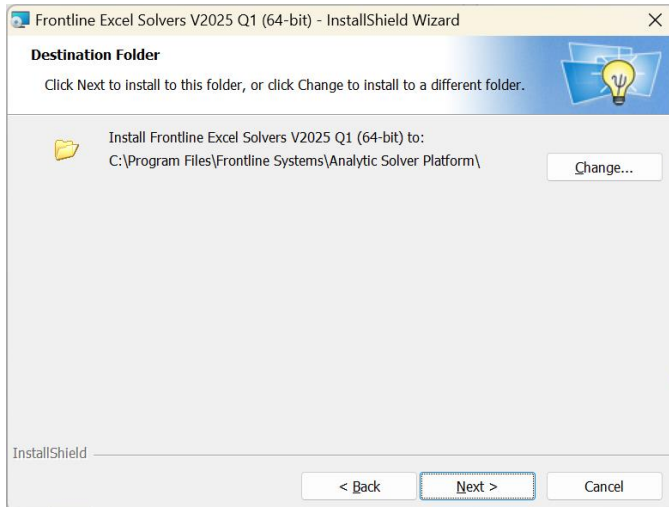 Frontline Excel Solvers V2025 Q1 (64-bit) - InstallShield Wizard
Destination Folder
Click Next to install to this folder, or click Change to install to a different folder.
Ψ
Install Frontline Excel Solvers V2025 Q1 (64-bit) to:
C:\Program Files\Frontline Systems\Analytic Solver Platform\
Change...
InstallShield
< Back
Next >
Cancel